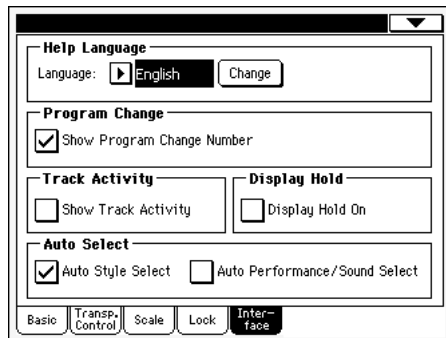 Help Language
Language: English Change
Program Change
Show Program Change Number
Track Activity Display Hold
Show Track Activity Display Hold On
Auto Select
Auto Style Select Auto Performance/Sound Select
Basic Transp. Control Scale Lock Inter-face